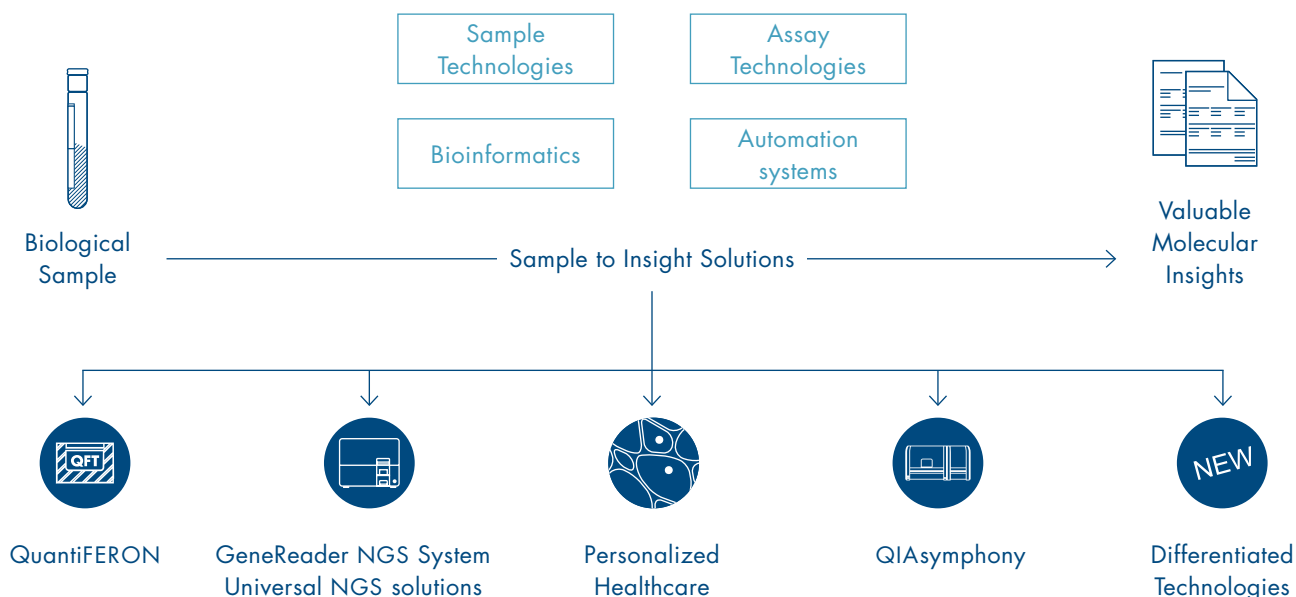 Sample
Technologies
Assay
Technologies
Bioinformatics
Automation
systems
Biological
Sample
Sample to Insight Solutions
Valuable
Molecular
Insights
QFT
NEW
QuantiFERON
GeneReader NGS System
Universal NGS solutions
Personalized
Healthcare
QIAsymphony
Differentiated
Technologies